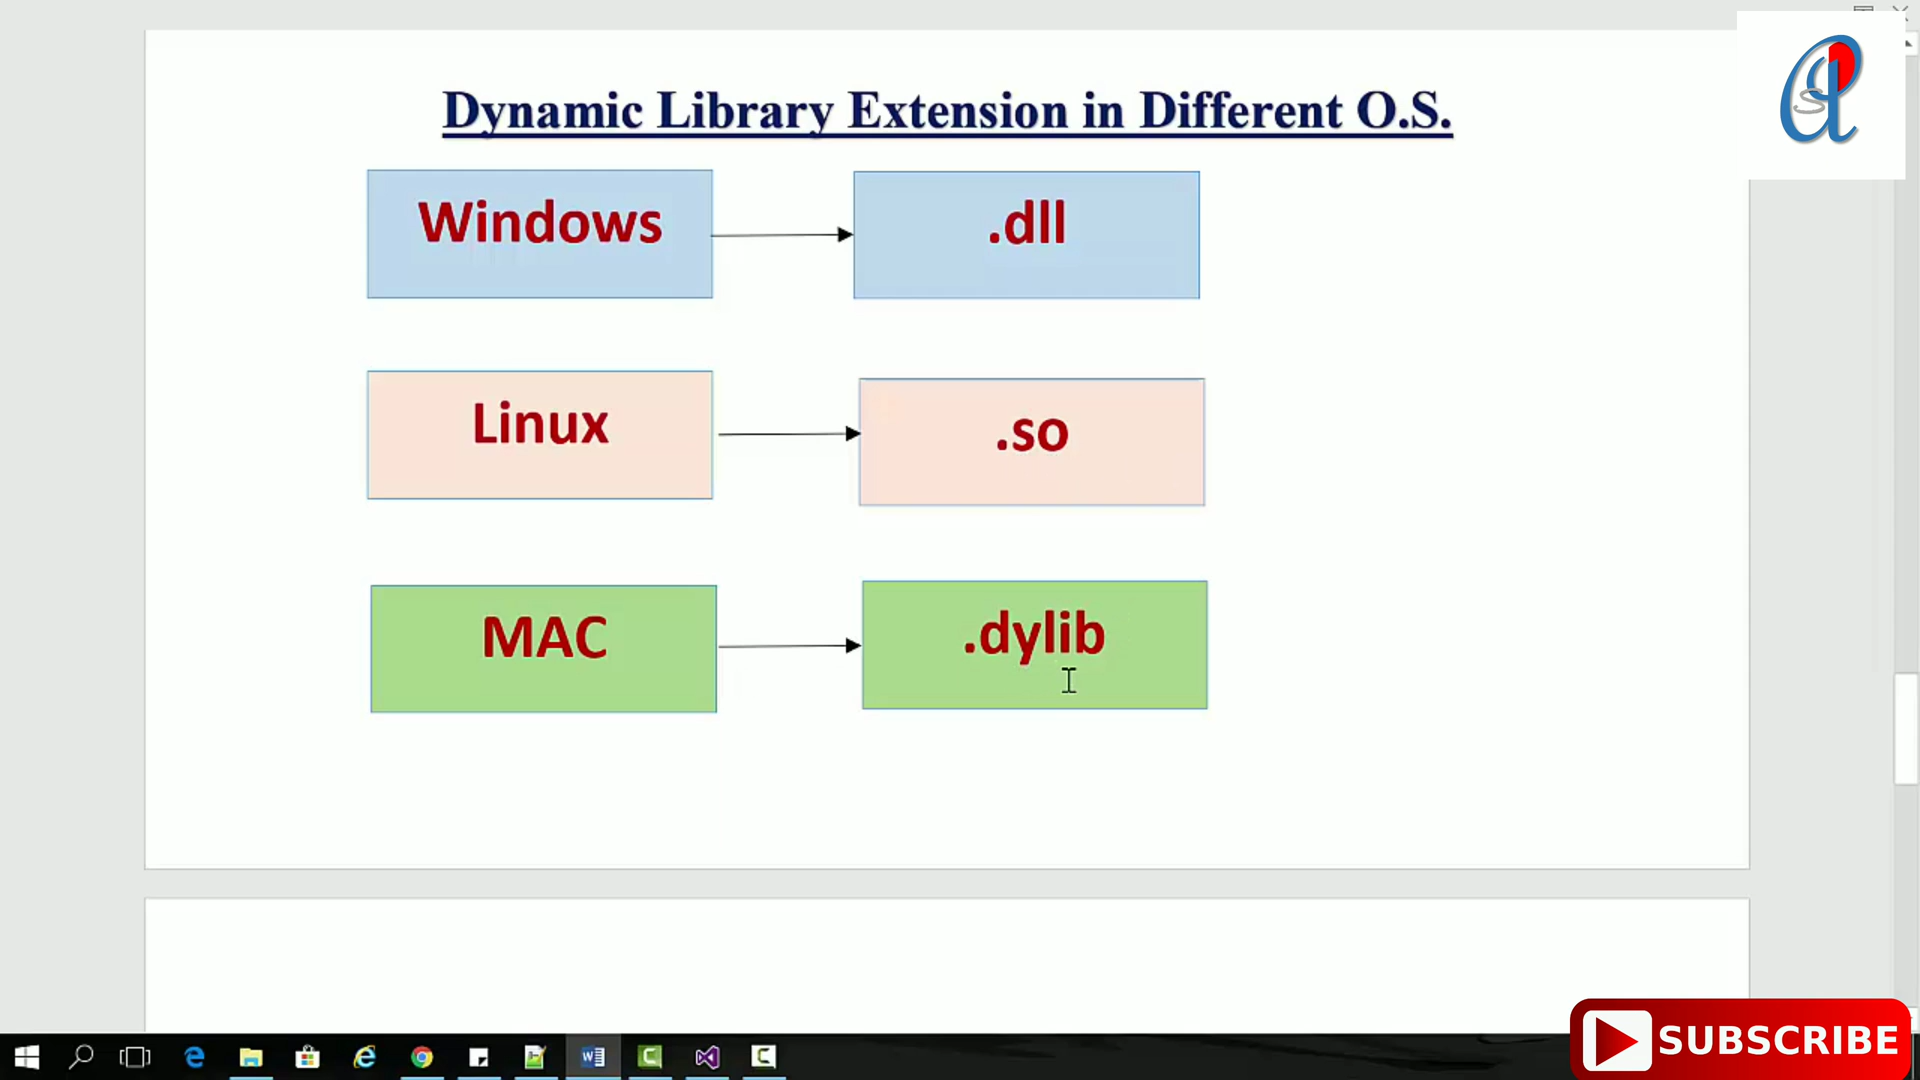 Dynamic Library Extension in Different O.S.
Windows
.dll
Linux
.so
MAC
.dylib
SUBSCRIBE